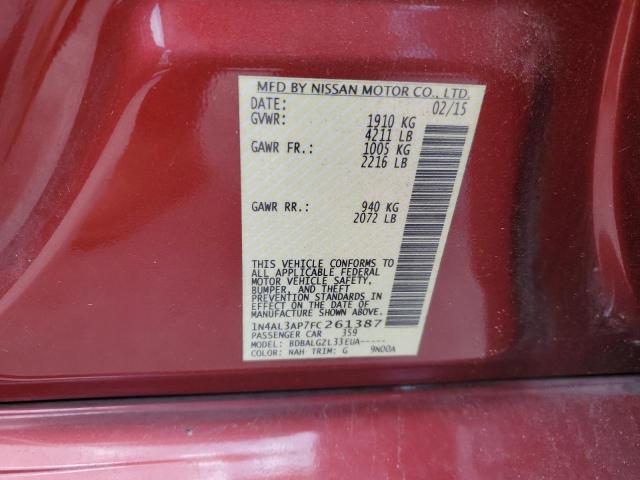 MFD BY NISSAN MOTOR CO., LTD.
DATE: 02/15
GVWR: 1910 KG
4211 LB
GAWR FR.: 1005 KG
2216 LB
GAWR RR.: 940 KG
2072 LB
THIS VEHICLE CONFORMS TO
ALL APPLICABLE FEDERAL
MOTOR VEHICLE SAFETY,
BUMPER, AND THEFT
PREVENTION STANDARDS
IN EFFECT ON THE DATE OF
MANUFACTURE SHOWN ABOVE.
1N4AL3AP7FC261387
PASSENGER CAR 359
MODEL: BDBALGZL33EUA-----
COLOR: NAH TRIM: G 9N00A